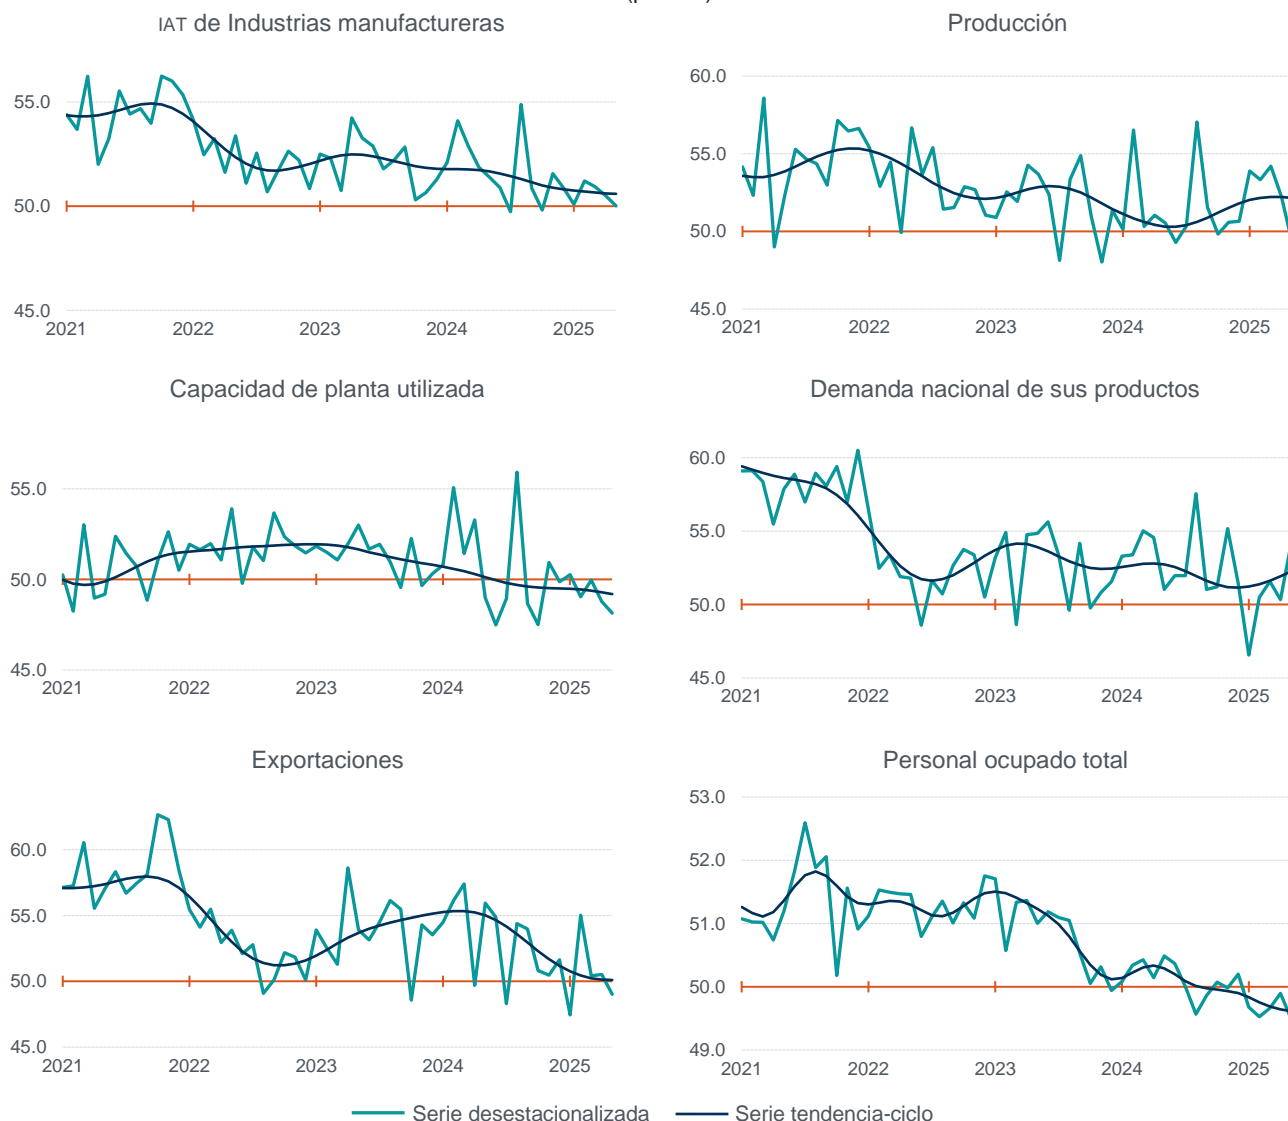 IAT de Industrias manufactureras
55.0
50.0
45.0
2021 2022 2023 2024 2025
Producción
60.0
55.0
50.0
45.0
2021 2022 2023 2024 2025
Capacidad de planta utilizada
55.0
50.0
45.0
2021 2022 2023 2024 2025
Demanda nacional de sus productos
60.0
55.0
50.0
45.0
2021 2022 2023 2024 2025
Exportaciones
60.0
55.0
50.0
45.0
2021 2022 2023 2024 2025
Personal ocupado total
53.0
52.0
51.0
50.0
49.0
2021 2022 2023 2024 2025
Serie desestacionalizada Serie tendencia-ciclo